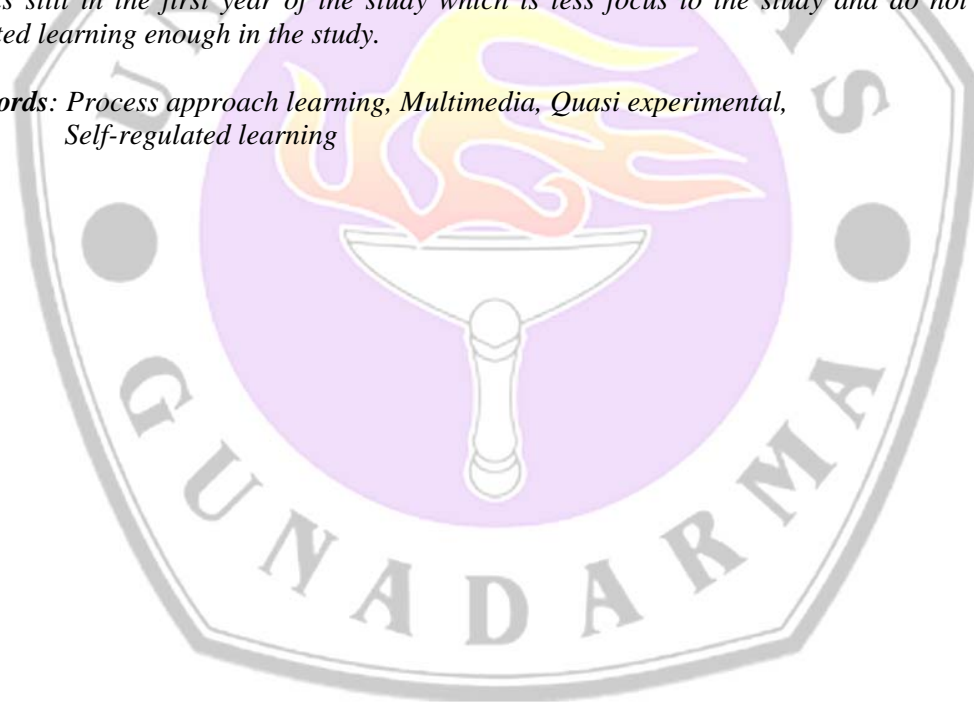 s still in the first year of the study which is less focus to the study and do not
ted learning enough in the study.
ords: Process approach learning, Multimedia, Quasi experimental,
Self-regulated learning
U S
GUNADARMA